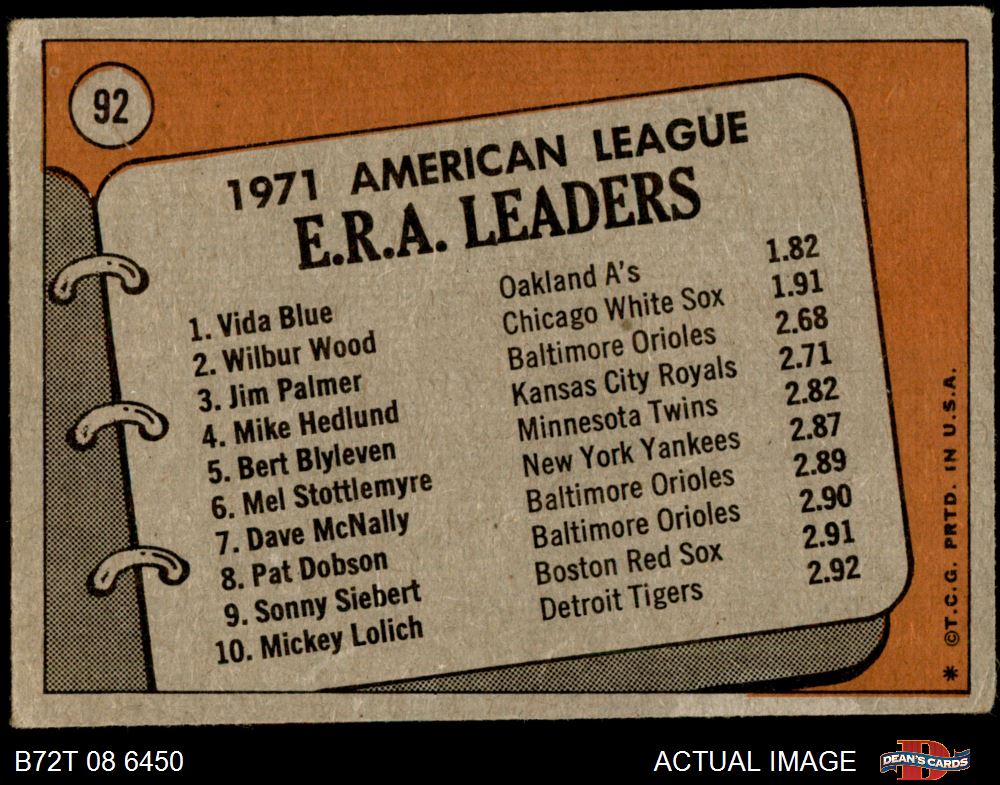 92
1971 AMERICAN LEAGUE
E.R.A. LEADERS
1. Vida Blue Oakland A's 1.82
2. Wilbur Wood Chicago White Sox 1.91
3. Jim Palmer Baltimore Orioles 2.68
4. Mike Hedlund Kansas City Royals 2.71
5. Bert Blyleven Minnesota Twins 2.82
6. Mel Stottlemyre New York Yankees 2.87
7. Dave McNally Baltimore Orioles 2.89
8. Pat Dobson Baltimore Orioles 2.90
9. Sonny Siebert Boston Red Sox 2.91
10. Mickey Lolich Detroit Tigers 2.92
* ©T.C.G. PRTD. IN U.S.A.
B72T 08 6450 ACTUAL IMAGE D DEAN'S CARDS